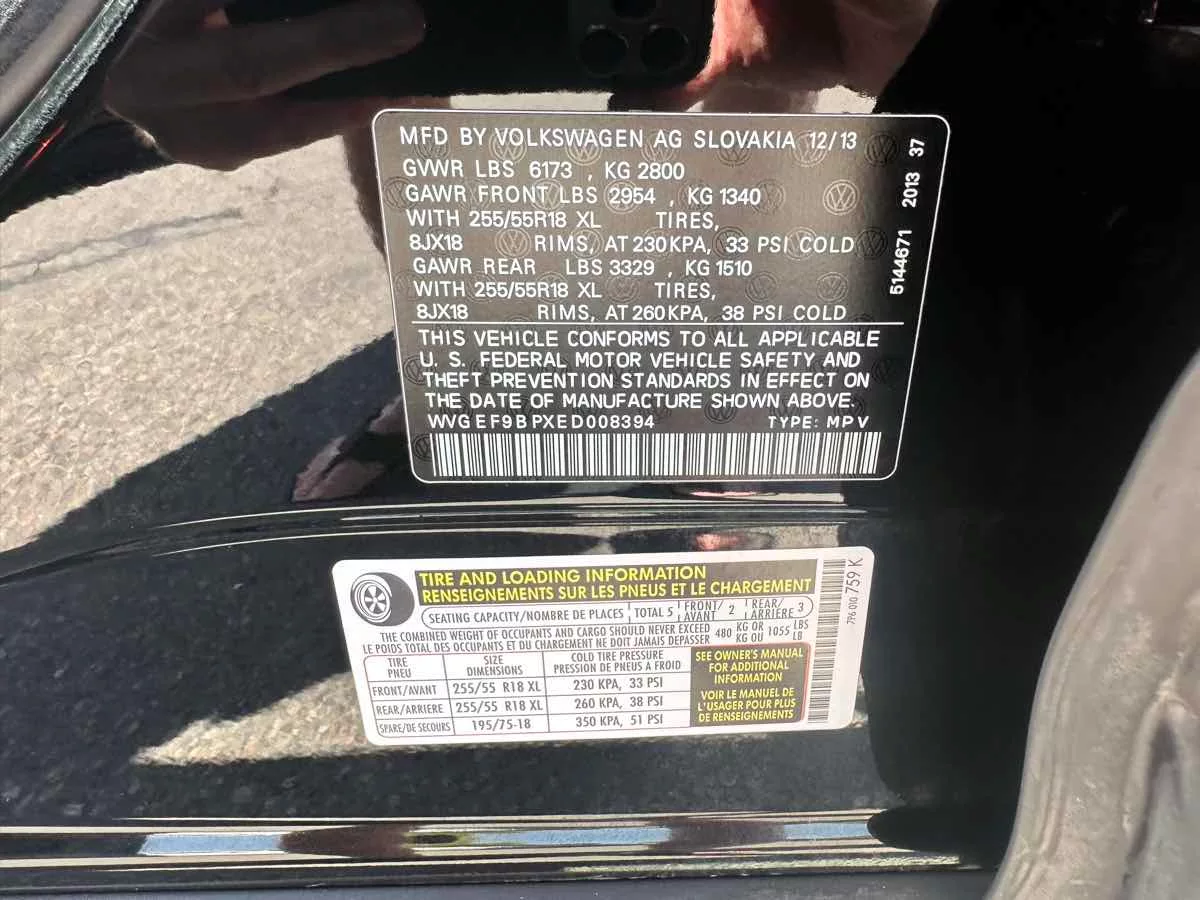 MFD BY VOLKSWAGEN AG SLOVAKIA 12/13
GVWR LBS 6173 , KG 2800
GAWR FRONT LBS 2954 , KG 1340
WITH 255/55R18 XL TIRES,
8JX18 RIMS, AT 230KPA, 33 PSI COLD
GAWR REAR LBS 3329 , KG 1510
WITH 255/55R18 XL TIRES,
8JX18 RIMS, AT 260KPA, 38 PSI COLD
THIS VEHICLE CONFORMS TO ALL APPLICABLE
U. S. FEDERAL MOTOR VEHICLE SAFETY AND
THEFT PREVENTION STANDARDS IN EFFECT ON
THE DATE OF MANUFACTURE SHOWN ABOVE.
WVGEF9BPXED008394 TYPE: MPV
5144671 2013 37
TIRE AND LOADING INFORMATION
RENSEIGNEMENTS SUR LES PNEUS ET LE CHARGEMENT
SEATING CAPACITY/NOMBRE DE PLACES TOTAL 5 FRONT/AVANT 2 REAR/ARRIÈRE 3
THE COMBINED WEIGHT OF OCCUPANTS AND CARGO SHOULD NEVER EXCEED 480 KG OR 1055 LBS
LE POIDS TOTAL DES OCCUPANTS ET DU CHARGEMENT NE DOIT JAMAIS DEPASSER KG OU LB
TIRE PNEU SIZE DIMENSIONS COLD TIRE PRESSURE PRESSION DE PNEUS A FROID
FRONT/AVANT 255/55 R18 XL 230 KPA, 33 PSI
REAR/ARRIERE 255/55 R18 XL 260 KPA, 38 PSI
SPARE/DE SECOURS 195/75-18 350 KPA, 51 PSI
SEE OWNER'S MANUAL
FOR ADDITIONAL
INFORMATION
VOIR LE MANUEL DE
L'USAGER POUR PLUS
DE RENSEIGNEMENTS
7P6 010 759 K